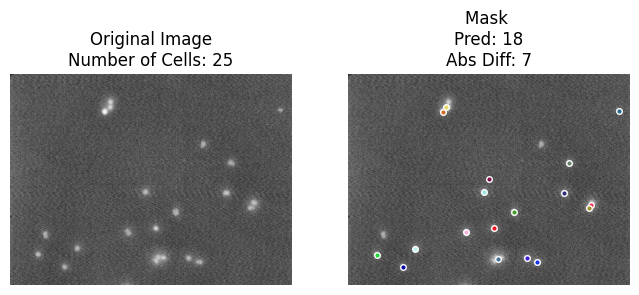 Original Image
Number of Cells: 25
Mask
Pred: 18
Abs Diff: 7